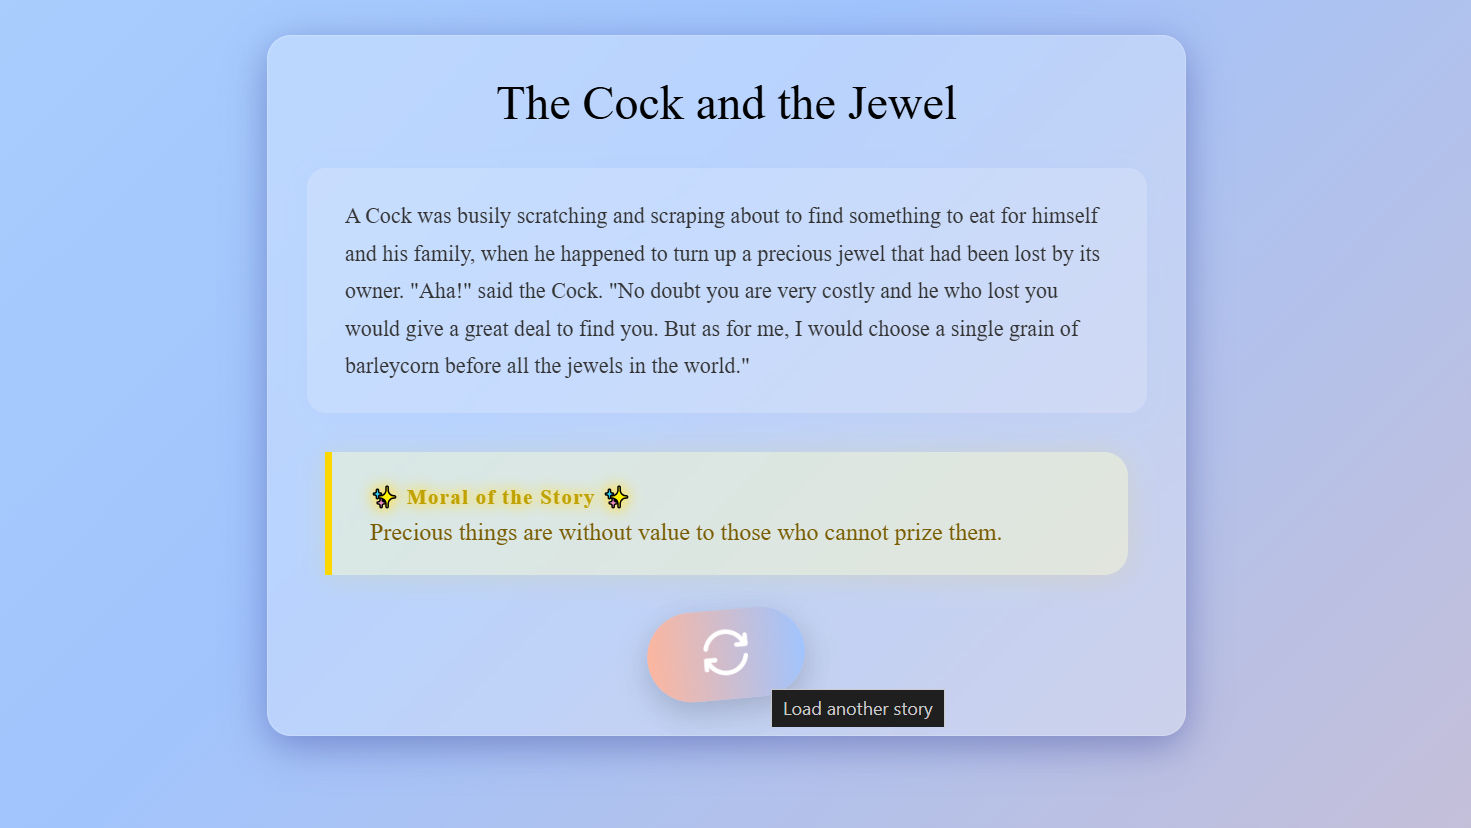 The Cock and the Jewel
A Cock was busily scratching and scraping about to find something to eat for himself
and his family, when he happened to turn up a precious jewel that had been lost by its
owner. "Aha!" said the Cock. "No doubt you are very costly and he who lost you
would give a great deal to find you. But as for me, I would choose a single grain of
barleycorn before all the jewels in the world."
✨ Moral of the Story ✨
Precious things are without value to those who cannot prize them.
Load another story